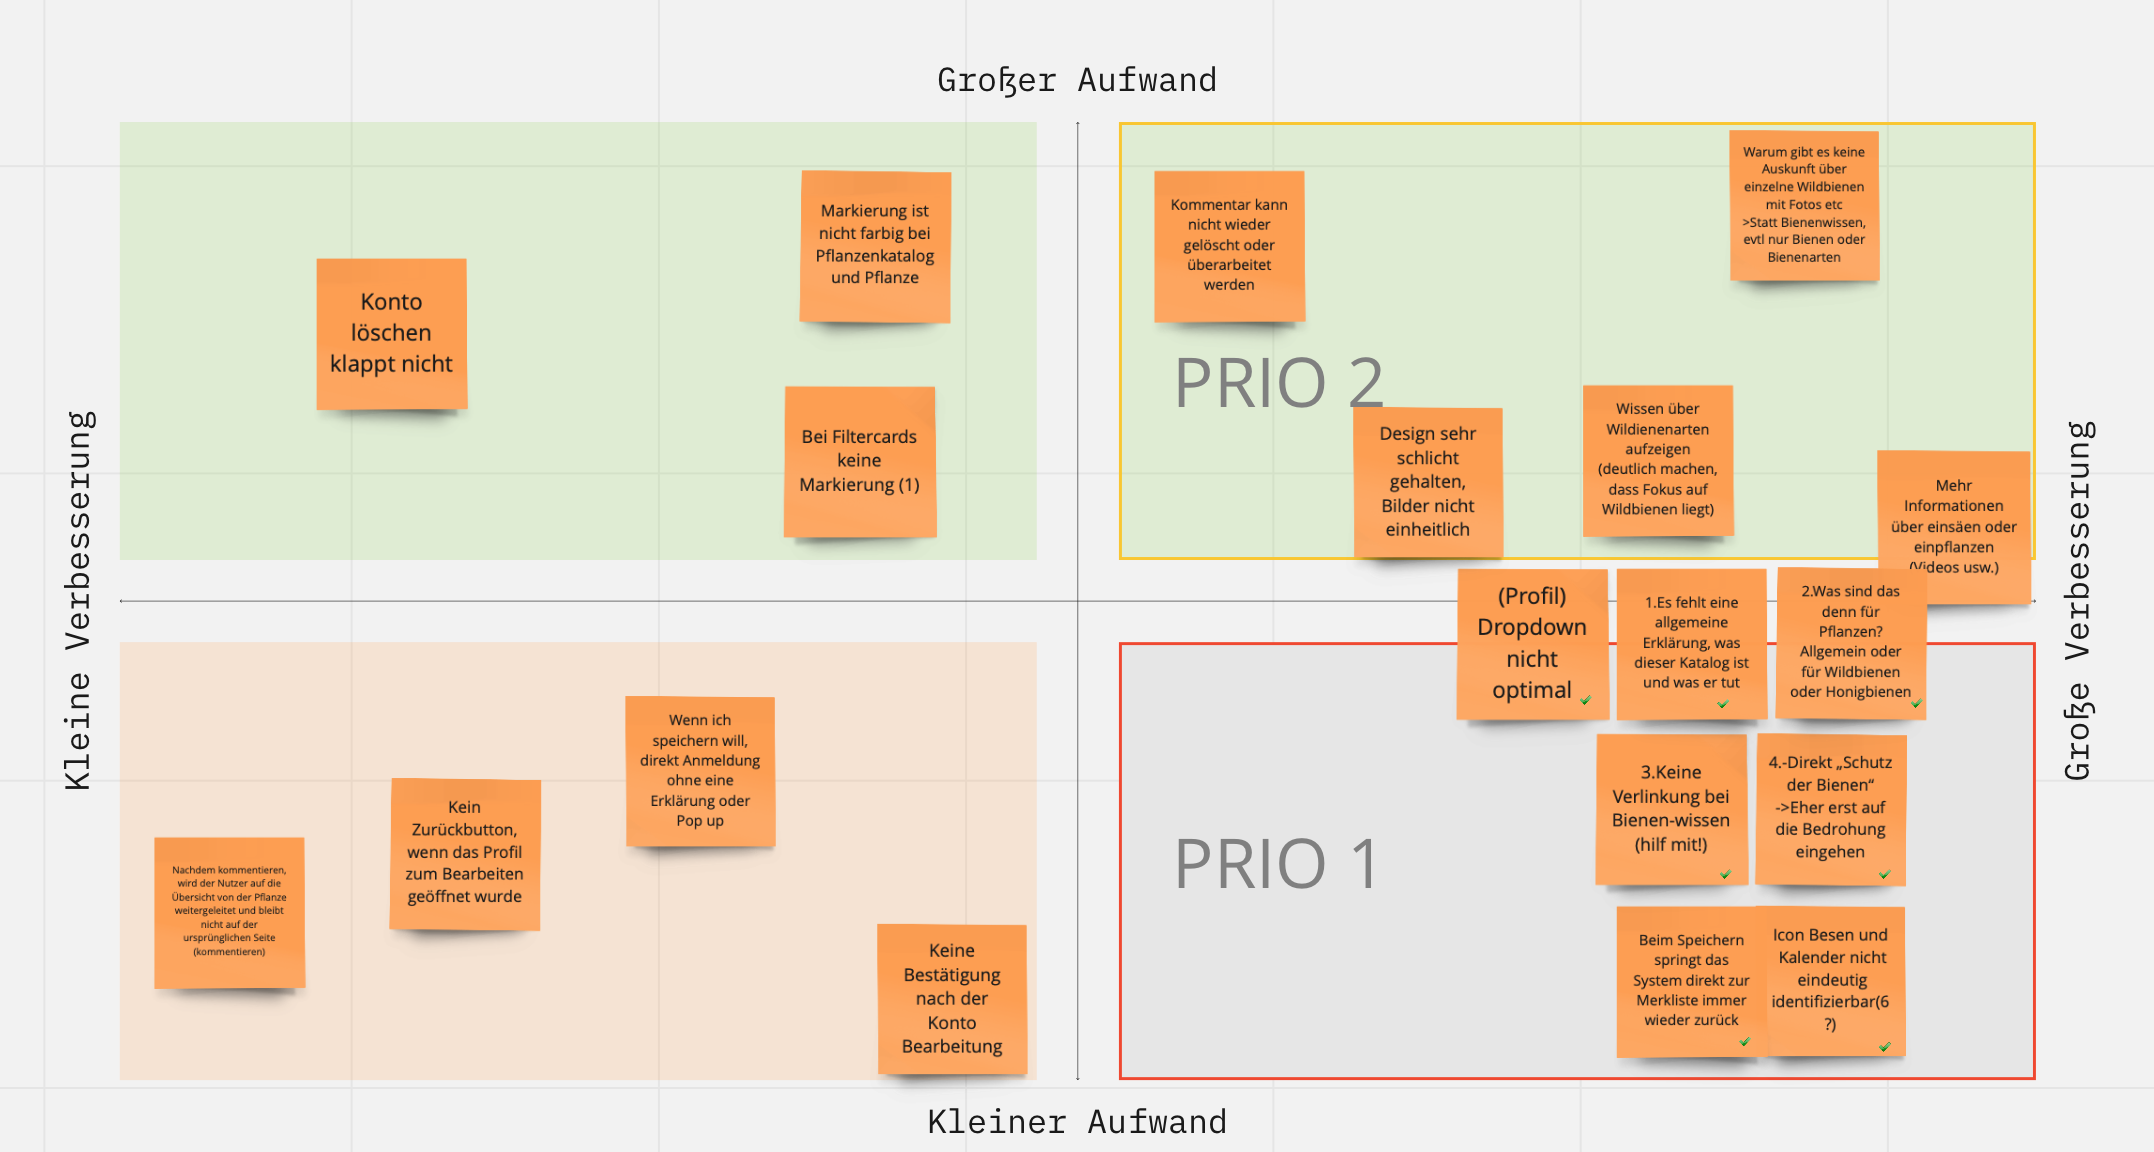 Großer Aufwand
Kleine Verbesserung
Große Verbesserung
Kleiner Aufwand
Konto
löschen
klappt nicht
Markierung ist
nicht farbig bei
Pflanzenkatalog
und Pflanze
Bei Filtercards
keine
Markierung (1)
PRIO 2
Kommentar kann
nicht wieder
gelöscht oder
überarbeitet
werden
Warum gibt es keine
Auskunft über
einzelne Wildbienen
mit Fotos etc
>Statt Bienenwissen,
evtl nur Bienen oder
Bienenarten
Design sehr
schlicht
gehalten,
Bilder nicht
einheitlich
Wissen über
Wildienenarten
aufzeigen
(deutlich machen,
dass Fokus auf
Wildbienen liegt)
Mehr
Informationen
über einsäen oder
einpflanzen
(Videos usw.)
Nachdem kommentieren,
wird der Nutzer auf die
Übersicht von der Pflanze
weitergeleitet und bleibt
nicht auf der
ursprünglichen Seite
(kommentieren)
Kein
Zurückbutton,
wenn das Profil
zum Bearbeiten
geöffnet wurde
Wenn ich
speichern will,
direkt Anmeldung
ohne eine
Erklärung oder
Pop up
Keine
Bestätigung
nach der
Konto
Bearbeitung
PRIO 1
(Profil)
Dropdown
nicht
optimal
1.Es fehlt eine
allgemeine
Erklärung, was
dieser Katalog ist
und was er tut
2.Was sind das
denn für
Pflanzen?
Allgemein oder
für Wildbienen
oder Honigbienen
3.Keine
Verlinkung bei
Bienen-wissen
(hilf mit!)
4.-Direkt „Schutz
der Bienen“
->Eher erst auf
die Bedrohung
eingehen
Beim Speichern
springt das
System direkt zur
Merkliste immer
wieder zurück
Icon Besen und
Kalender nicht
eindeutig
identifizierbar(6
?)